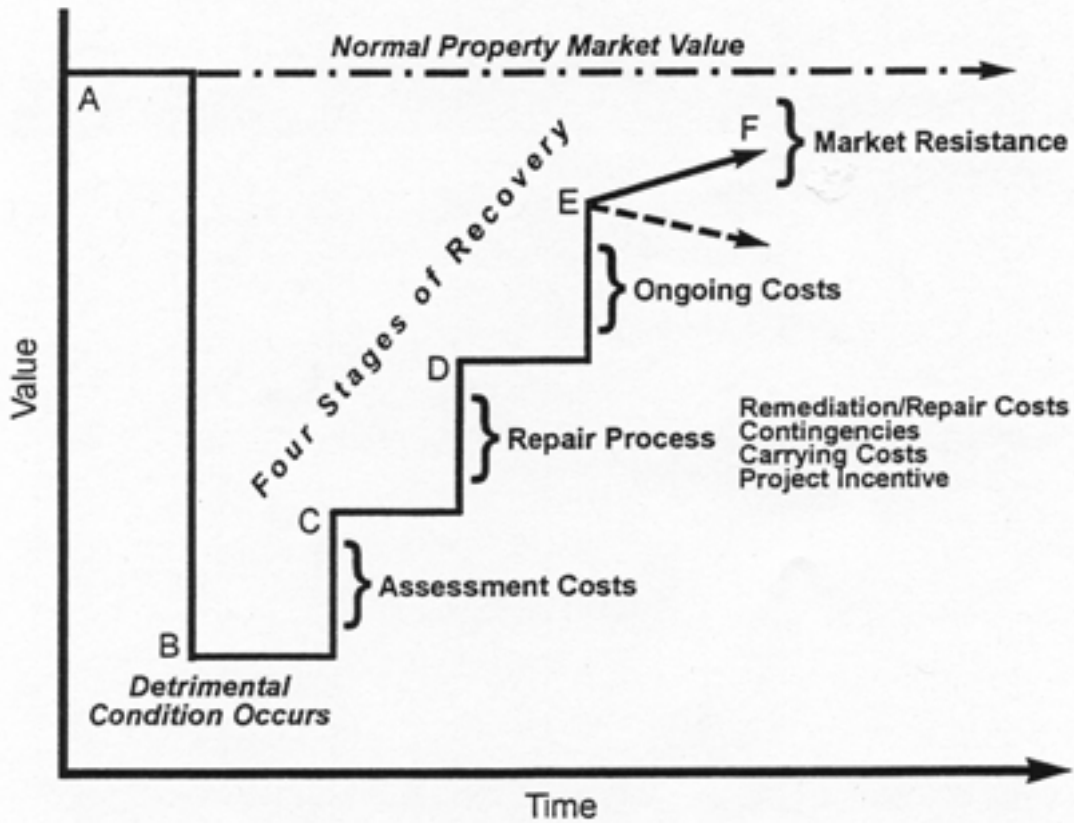 Normal Property Market Value
A
F
Market Resistance
Four Stages of Recovery
E
Ongoing Costs
D
Repair Process
Remediation/Repair Costs
Contingencies
Carrying Costs
Project Incentive
C
Assessment Costs
B
Detrimental
Condition Occurs
Value
Time